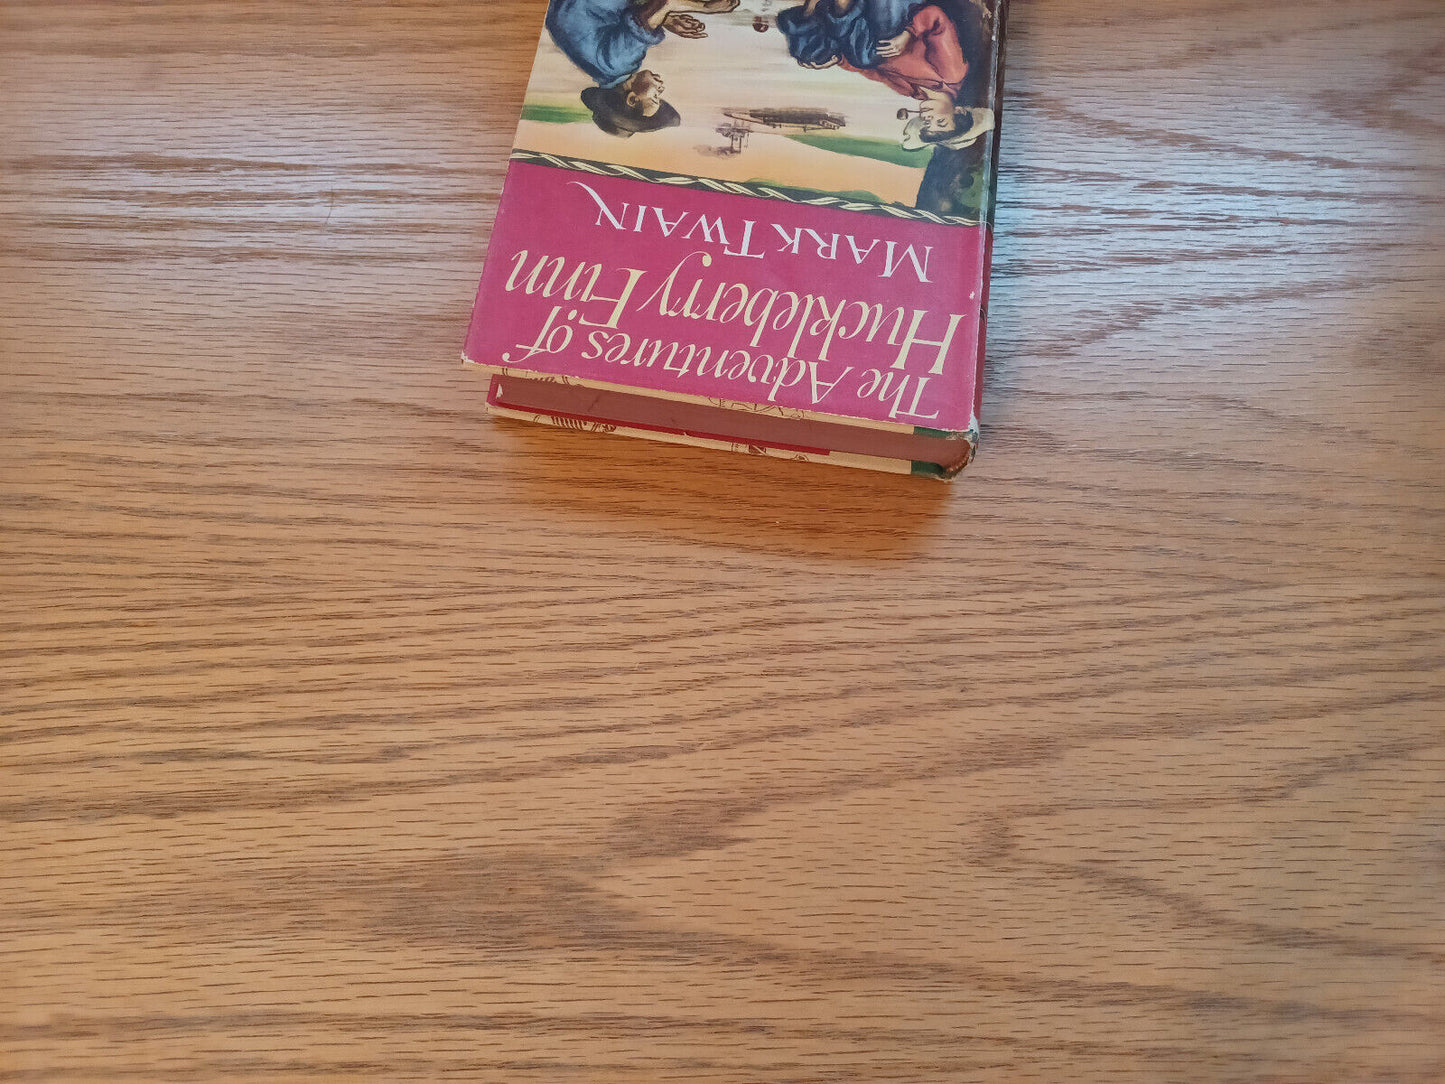 The Adventures of
Huckleberry Finn
MARK TWAIN